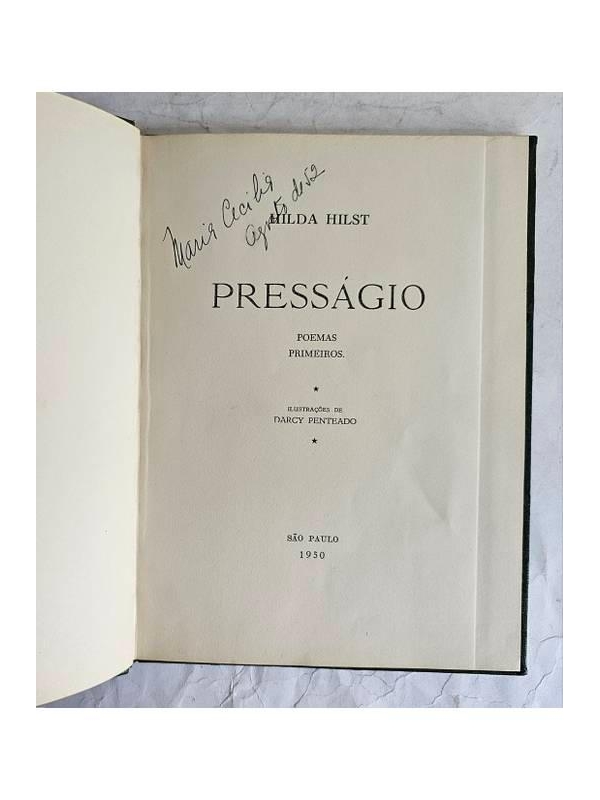 Maria Cecilia
Agosto de 52
HILDA HILST
PRESSÁGIO
POEMAS
PRIMEIROS.
ILUSTRAÇÕES DE
DARCY PENTEADO
SÃO PAULO
1950